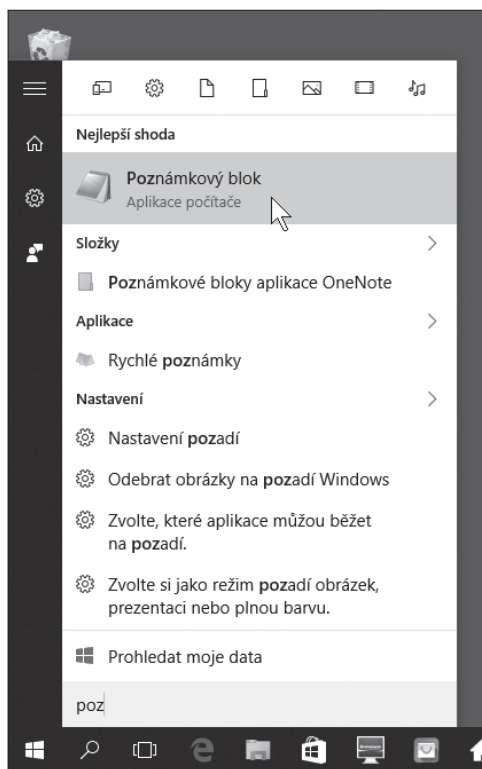 Nejlepší shoda
Poznámkový blok
Aplikace počítače
Složky
Poznámkové bloky aplikace OneNote
Aplikace
Rychlé poznámky
Nastavení
Nastavení pozadí
Odebrat obrázky na pozadí Windows
Zvolte, které aplikace můžou běžet
na pozadí.
Zvolte si jako režim pozadí obrázek,
prezentaci nebo plnou barvu.
Prohledat moje data
poz